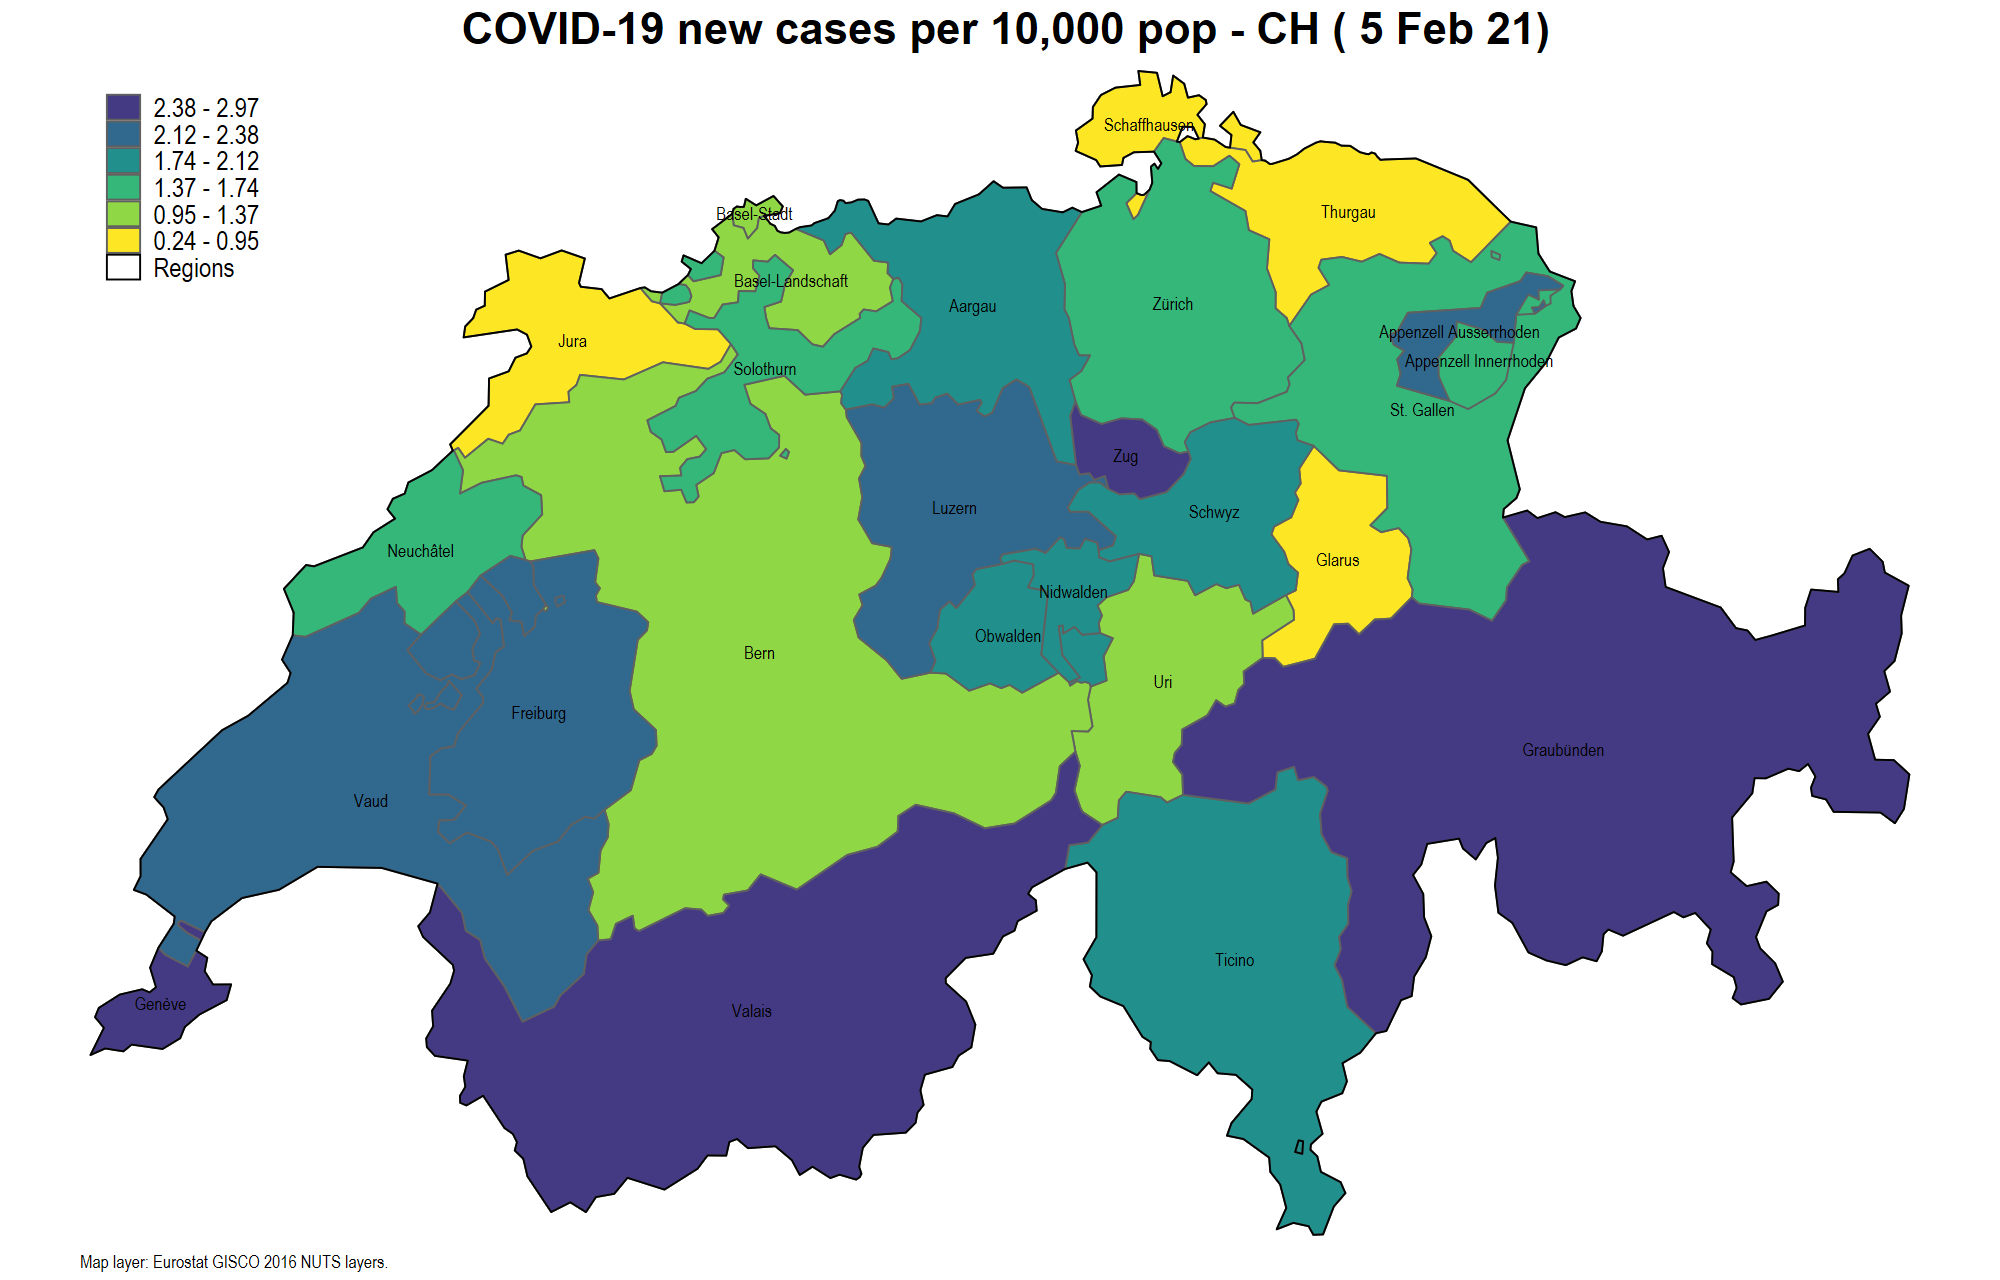 COVID-19 new cases per 10,000 pop - CH ( 5 Feb 21)
2.38 - 2.97
2.12 - 2.38
1.74 - 2.12
1.37 - 1.74
0.95 - 1.37
0.24 - 0.95
Regions
Schaffhausen
Basel-Stadt
Thurgau
Basel-Landschaft
Aargau
Zürich
Jura
Appenzell Ausserrhoden
Appenzell Innerrhoden
Solothurn
St. Gallen
Zug
Luzern
Schwyz
Neuchâtel
Glarus
Nidwalden
Obwalden
Bern
Uri
Freiburg
Graubünden
Vaud
Ticino
Genève
Valais
Map layer: Eurostat GISCO 2016 NUTS layers.